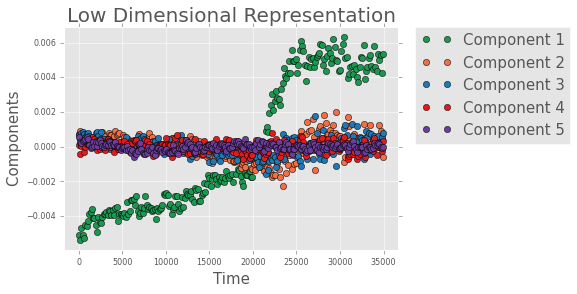 Low Dimensional Representation
0.006
0.004
0.002
0.000
−0.002
−0.004
Components
0 5000 10000 15000 20000 25000 30000 35000
Time
Component 1
Component 2
Component 3
Component 4
Component 5